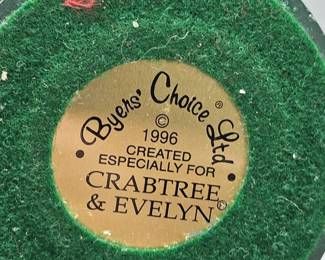 • Byers' Choice Ltd •®
©
1996
CREATED
ESPECIALLY FOR
CRABTREE
& EVELYN®